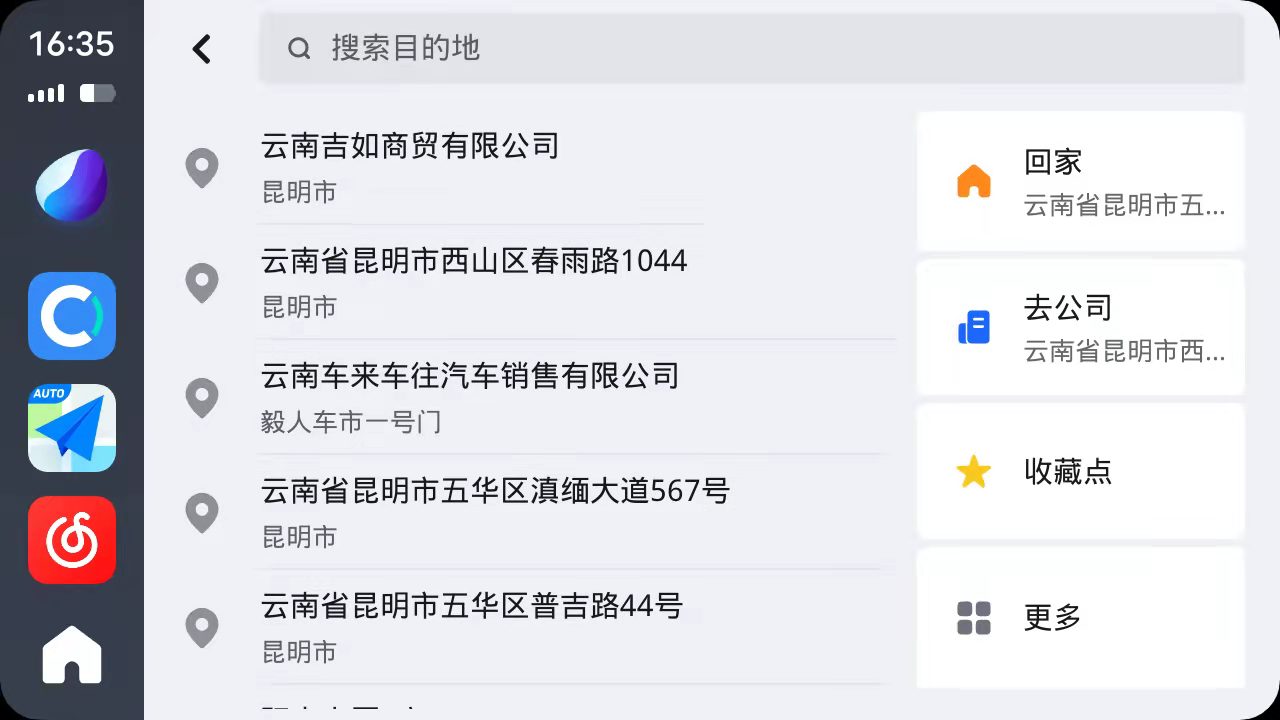 16:35
搜索目的地
云南吉如商贸有限公司
昆明市
云南省昆明市西山区春雨路1044
昆明市
云南车来车往汽车销售有限公司
毅人车市一号门
云南省昆明市五华区滇缅大道567号
昆明市
云南省昆明市五华区普吉路44号
昆明市
回家
云南省昆明市五...
去公司
云南省昆明市西...
收藏点
更多
AUTO